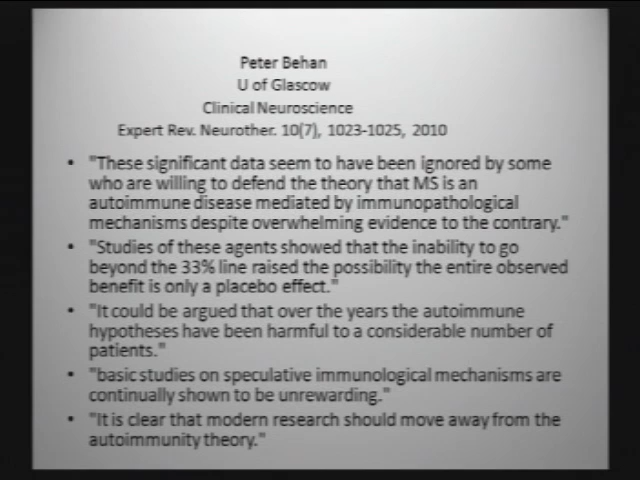 Peter Behan
U of Glascow
Clinical Neuroscience
Expert Rev. Neurother. 10(7), 1023-1025, 2010
• "These significant data seem to have been ignored by some
who are willing to defend the theory that MS is an
autoimmune disease mediated by immunopathological
mechanisms despite overwhelming evidence to the contrary."
• "Studies of these agents showed that the inability to go
beyond the 33% line raised the possibility the entire observed
benefit is only a placebo effect."
• "It could be argued that over the years the autoimmune
hypotheses have been harmful to a considerable number of
patients."
• "basic studies on speculative immunological mechanisms are
continually shown to be unrewarding."
• "It is clear that modern research should move away from the
autoimmunity theory."